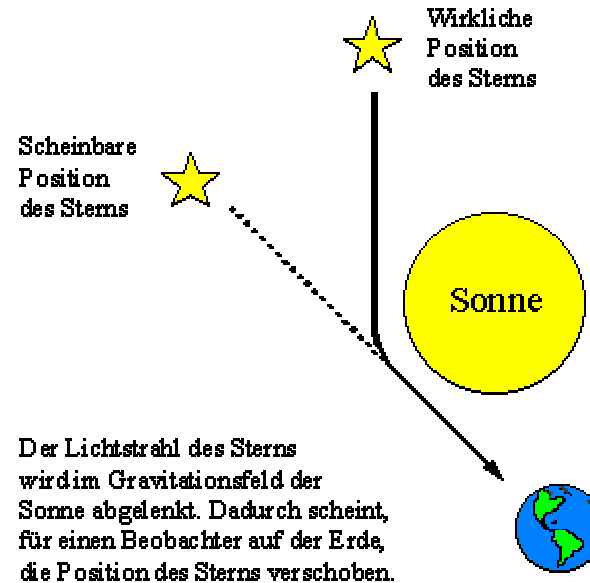 Wirkliche
Position
des Sterns
Scheinbare
Position
des Sterns
Sonne
Der Lichtstrahl des Sterns
wird im Gravitationsfeld der
Sonne abgelenkt. Dadurch scheint,
für einen Beobachter auf der Erde,
die Position des Sterns verschoben.